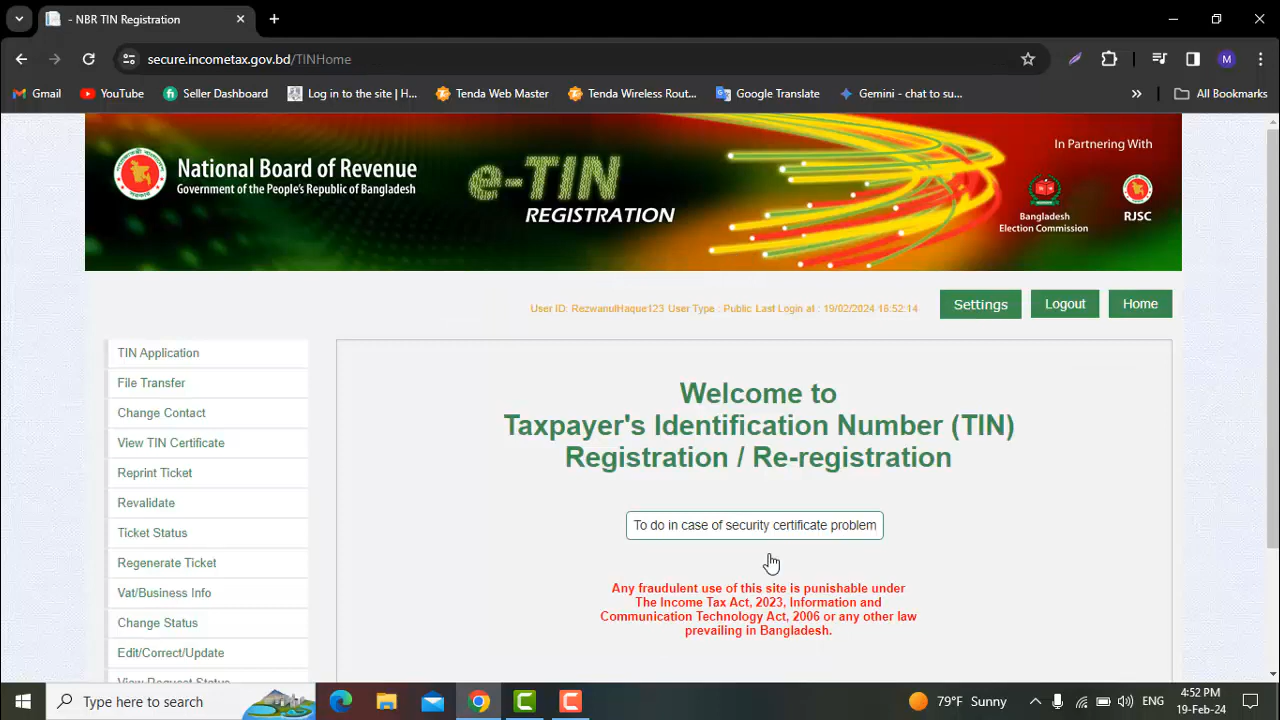 - NBR TIN Registration
secure.incometax.gov.bd/TINHome
M
Gmail
YouTube
Seller Dashboard
Log in to the site | H...
Tenda Web Master
Tenda Wireless Rout...
Google Translate
Gemini - chat to su...
All Bookmarks
National Board of Revenue
Government of the People's Republic of Bangladesh
e-TIN
REGISTRATION
In Partnering With
Bangladesh
Election Commission
RJSC
User ID: RezwanulHaque123 User Type : Public Last Login at : 19/02/2024 16:52:14
Settings
Logout
Home
TIN Application
File Transfer
Change Contact
View TIN Certificate
Reprint Ticket
Revalidate
Ticket Status
Regenerate Ticket
Vat/Business Info
Change Status
Edit/Correct/Update
View Request Status
Welcome to
Taxpayer's Identification Number (TIN)
Registration / Re-registration
To do in case of security certificate problem
Any fraudulent use of this site is punishable under
The Income Tax Act, 2023, Information and
Communication Technology Act, 2006 or any other law
prevailing in Bangladesh.
Type here to search
79°F Sunny
ENG
4:52 PM
19-Feb-24